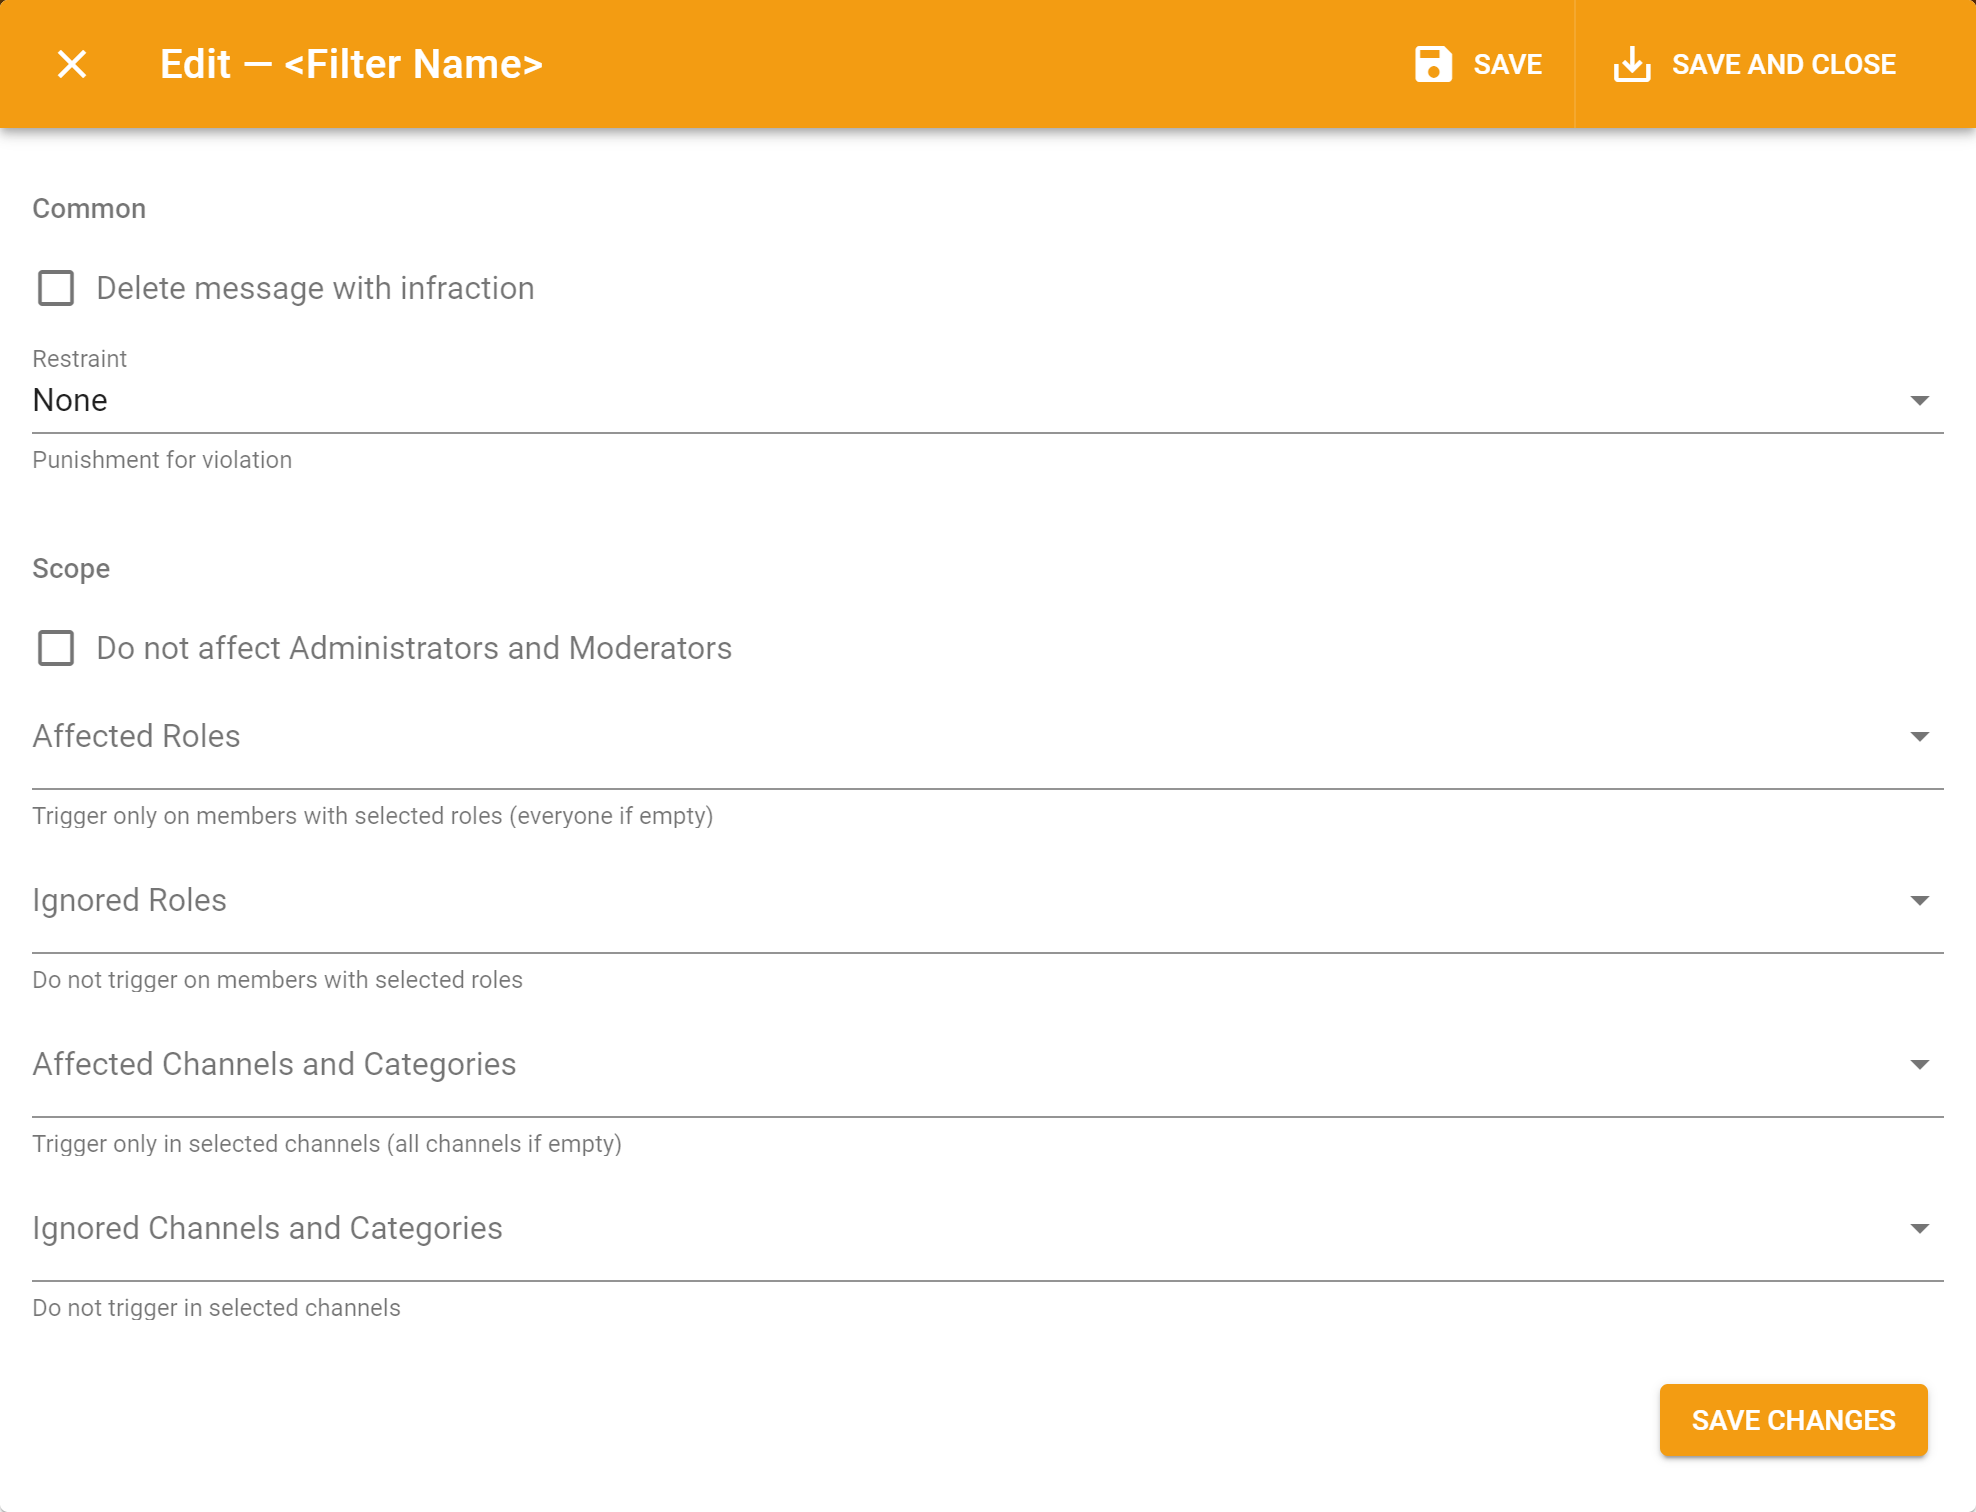 Edit – <Filter Name>
SAVE
SAVE AND CLOSE
Common
Delete message with infraction
Restraint
None
Punishment for violation
Scope
Do not affect Administrators and Moderators
Affected Roles
Trigger only on members with selected roles (everyone if empty)
Ignored Roles
Do not trigger on members with selected roles
Affected Channels and Categories
Trigger only in selected channels (all channels if empty)
Ignored Channels and Categories
Do not trigger in selected channels
SAVE CHANGES